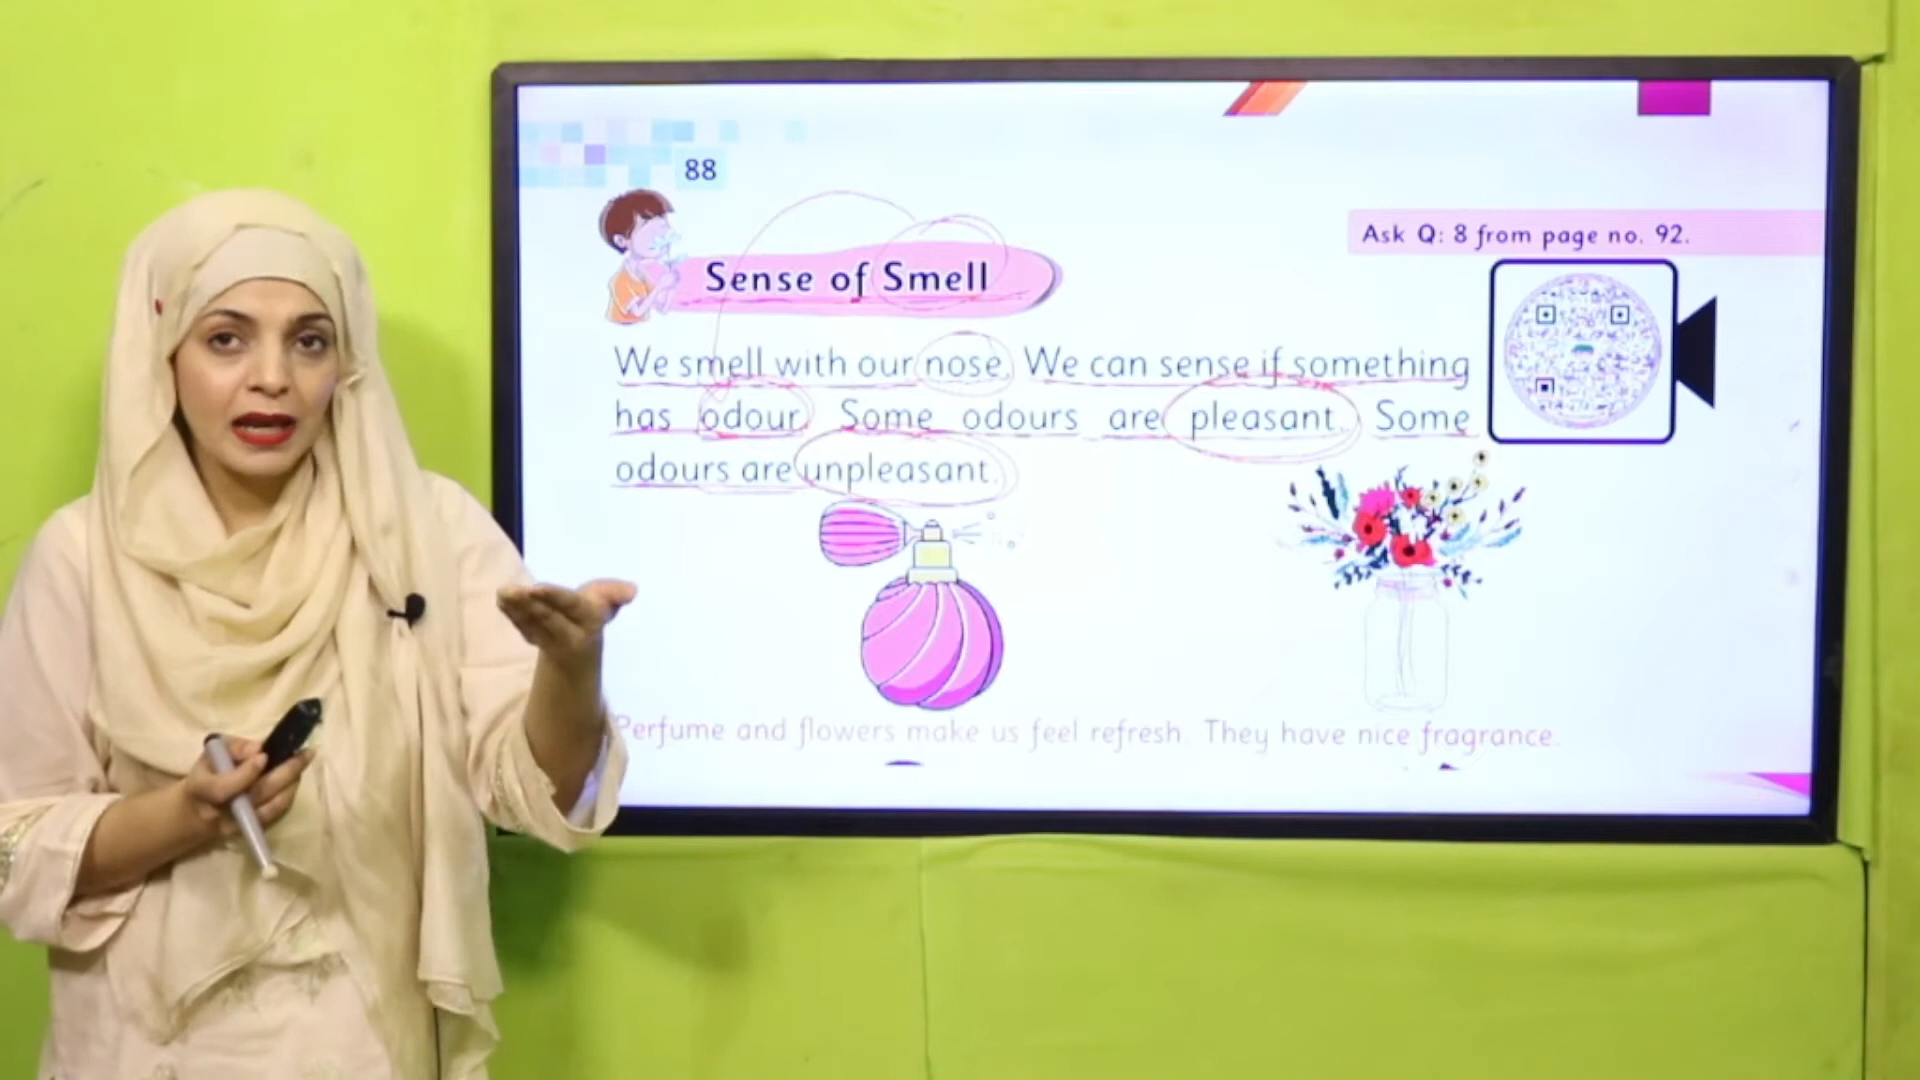 88
Ask Q: 8 from page no. 92.
Sense of Smell
We smell with our nose. We can sense if something
has odour. Some odours are pleasant. Some
odours are unpleasant.
Perfume and flowers make us feel refresh. They have nice fragrance.